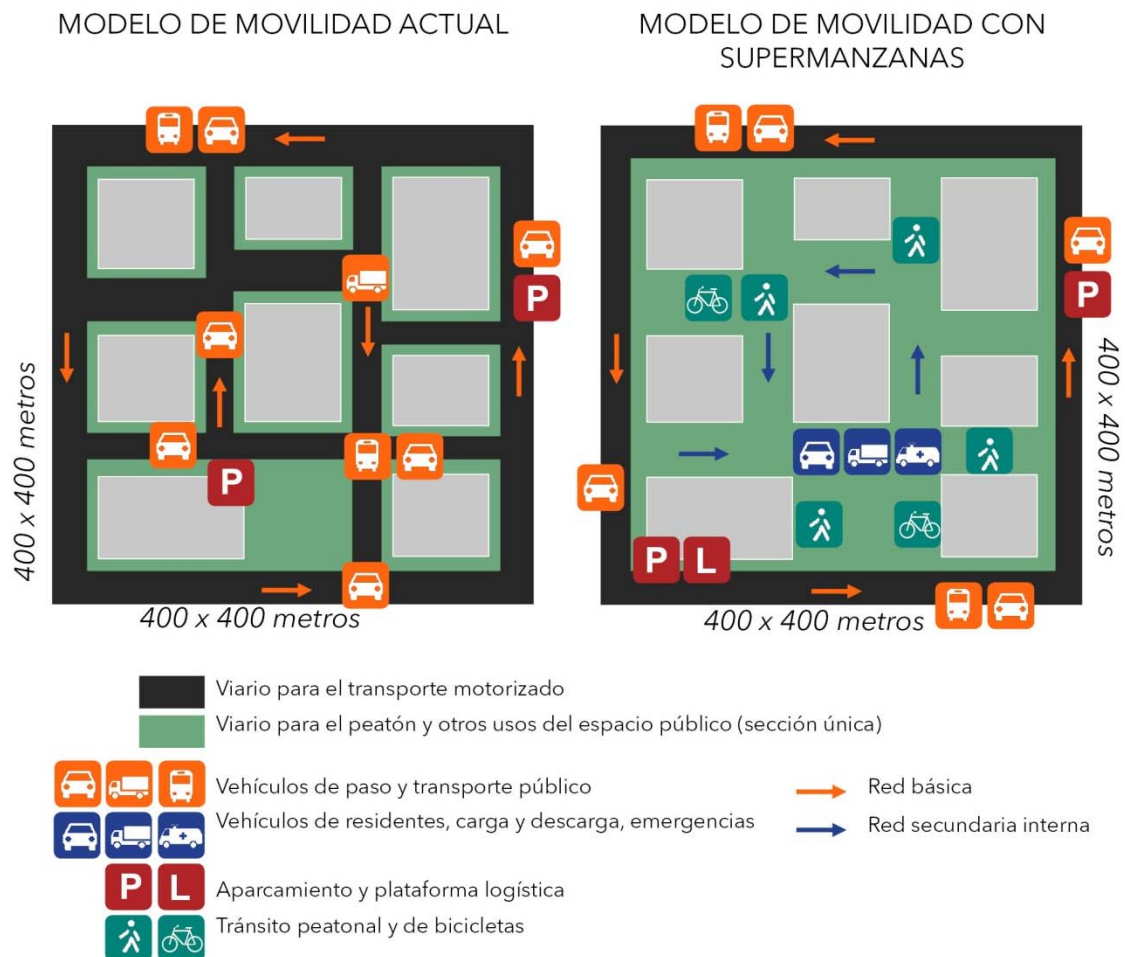 MODELO DE MOVILIDAD ACTUAL
MODELO DE MOVILIDAD CON
SUPERMANZANAS
P
P
400 x 400 metros
400 x 400 metros
P
P L
400 x 400 metros
400 x 400 metros
Viario para el transporte motorizado
Viario para el peatón y otros usos del espacio público (sección única)
Vehículos de paso y transporte público
Red básica
Vehículos de residentes, carga y descarga, emergencias
Red secundaria interna
P L
Aparcamiento y plataforma logística
Tránsito peatonal y de bicicletas